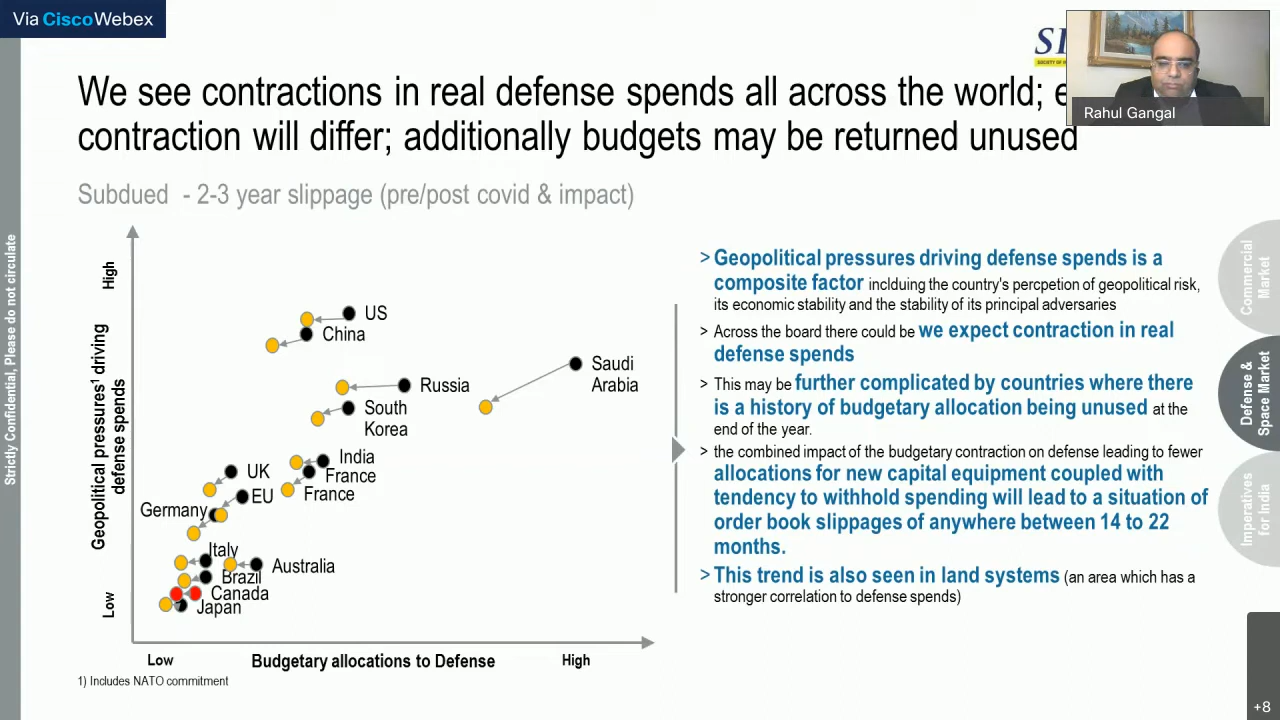 Via CiscoWebex
We see contractions in real defense spends all across the world;
contraction will differ; additionally budgets may be returned unused
Rahul Gangal
Subdued - 2-3 year slippage (pre/post covid & impact)
Strictly Confidential, Please do not circulate
High
Geopolitical pressures¹ driving
defense spends
Low
US
China
Saudi
Arabia
Russia
South
Korea
India
France
UK
EU
France
Germany
Italy
Australia
Brazil
Canada
Japan
Low
Budgetary allocations to Defense
High
1) Includes NATO commitment
> Geopolitical pressures driving defense spends is a
composite factor inclduing the country's percpetion of geopolitical risk,
its economic stability and the stability of its principal adversaries
> Across the board there could be we expect contraction in real
defense spends
> This may be further complicated by countries where there
is a history of budgetary allocation being unused at the
end of the year.
> the combined impact of the budgetary contraction on defense leading to fewer
allocations for new capital equipment coupled with
tendency to withhold spending will lead to a situation of
order book slippages of anywhere between 14 to 22
months.
> This trend is also seen in land systems (an area which has a
stronger correlation to defense spends)
Commercial
Market
Defense &
Space Market
Imperatives
for India
+8